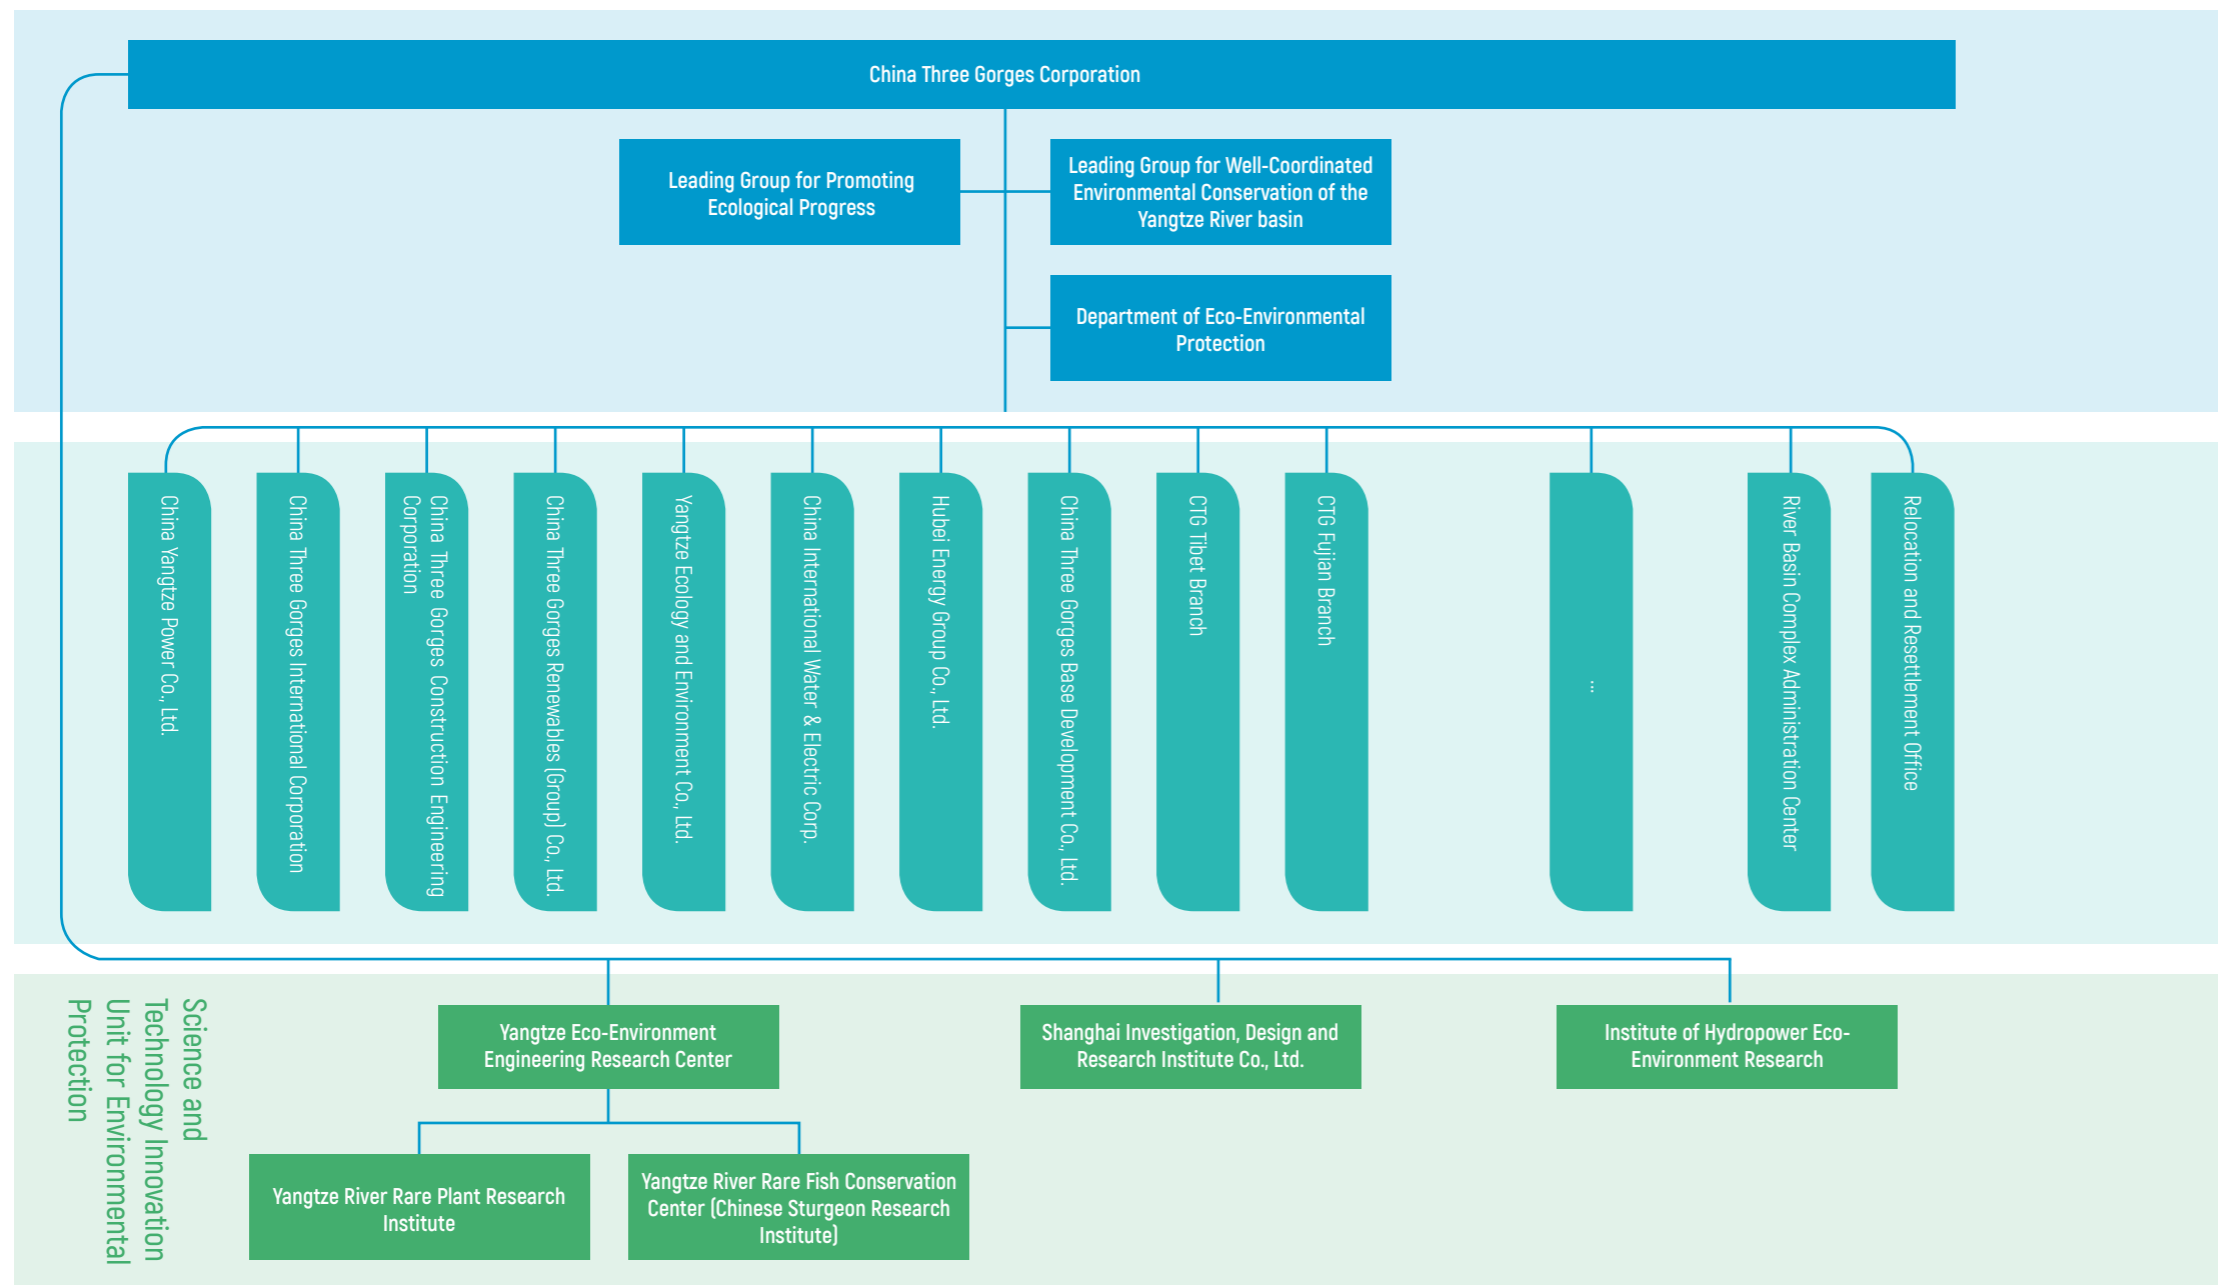 China Three Gorges Corporation
Leading Group for Promoting
Ecological Progress
Leading Group for Well-Coordinated
Environmental Conservation of the
Yangtze River basin
Department of Eco-Environmental
Protection
China Yangtze Power Co., Ltd.
China Three Gorges International Corporation
China Three Gorges Construction Engineering
Corporation
China Three Gorges Renewables (Group) Co., Ltd.
Yangtze Ecology and Environment Co., Ltd.
China International Water & Electric Corp.
Hubei Energy Group Co., Ltd.
China Three Gorges Base Development Co., Ltd.
CTG Tibet Branch
CTG Fujian Branch
...
River Basin Complex Administration Center
Relocation and Resettlement Office
Science and
Technology Innovation
Unit for Environmental
Protection
Yangtze Eco-Environment
Engineering Research Center
Shanghai Investigation, Design and
Research Institute Co., Ltd.
Institute of Hydropower Eco-
Environment Research
Yangtze River Rare Plant Research
Institute
Yangtze River Rare Fish Conservation
Center (Chinese Sturgeon Research
Institute)